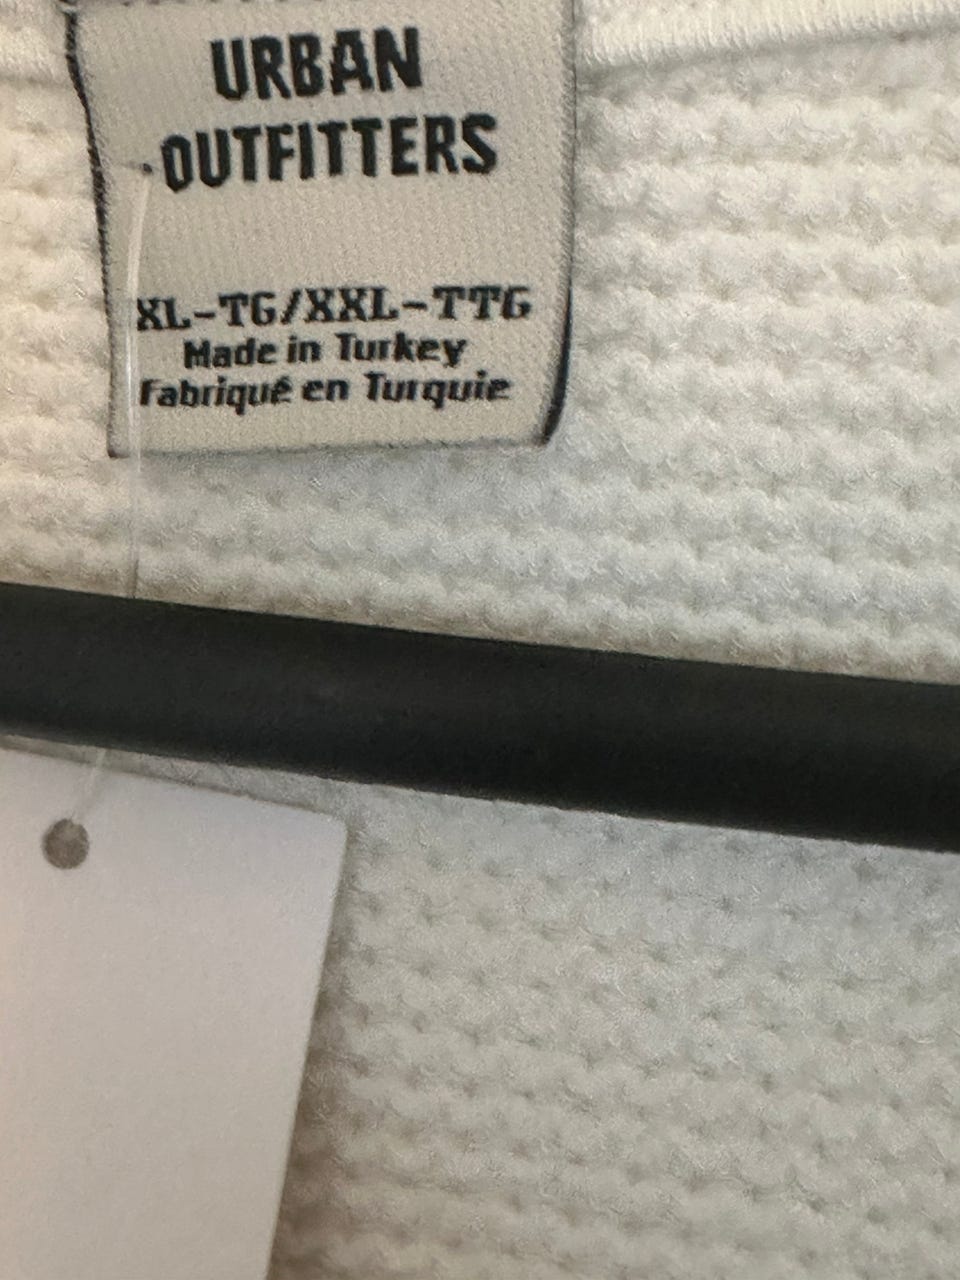 URBAN
OUTFITTERS
XL-TG/XXL-TTG
Made in Turkey
Fabriqué en Turquie